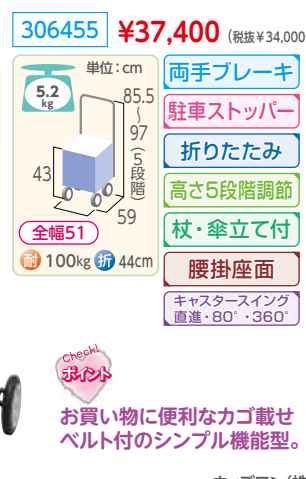 306455 ¥37,400 (税抜¥34,000
単位:cm
5.2
kg
85.5
〜
97
(5段階)
43
59
全幅51
耐 100kg 折 44cm
両手ブレーキ
駐車ストッパー
折りたたみ
高さ5段階調節
杖・傘立て付
腰掛座面
キャスタースイング
直進・80°・360°
Check!
ポイント
お買い物に便利なカゴ載せ
ベルト付のシンプル機能型。